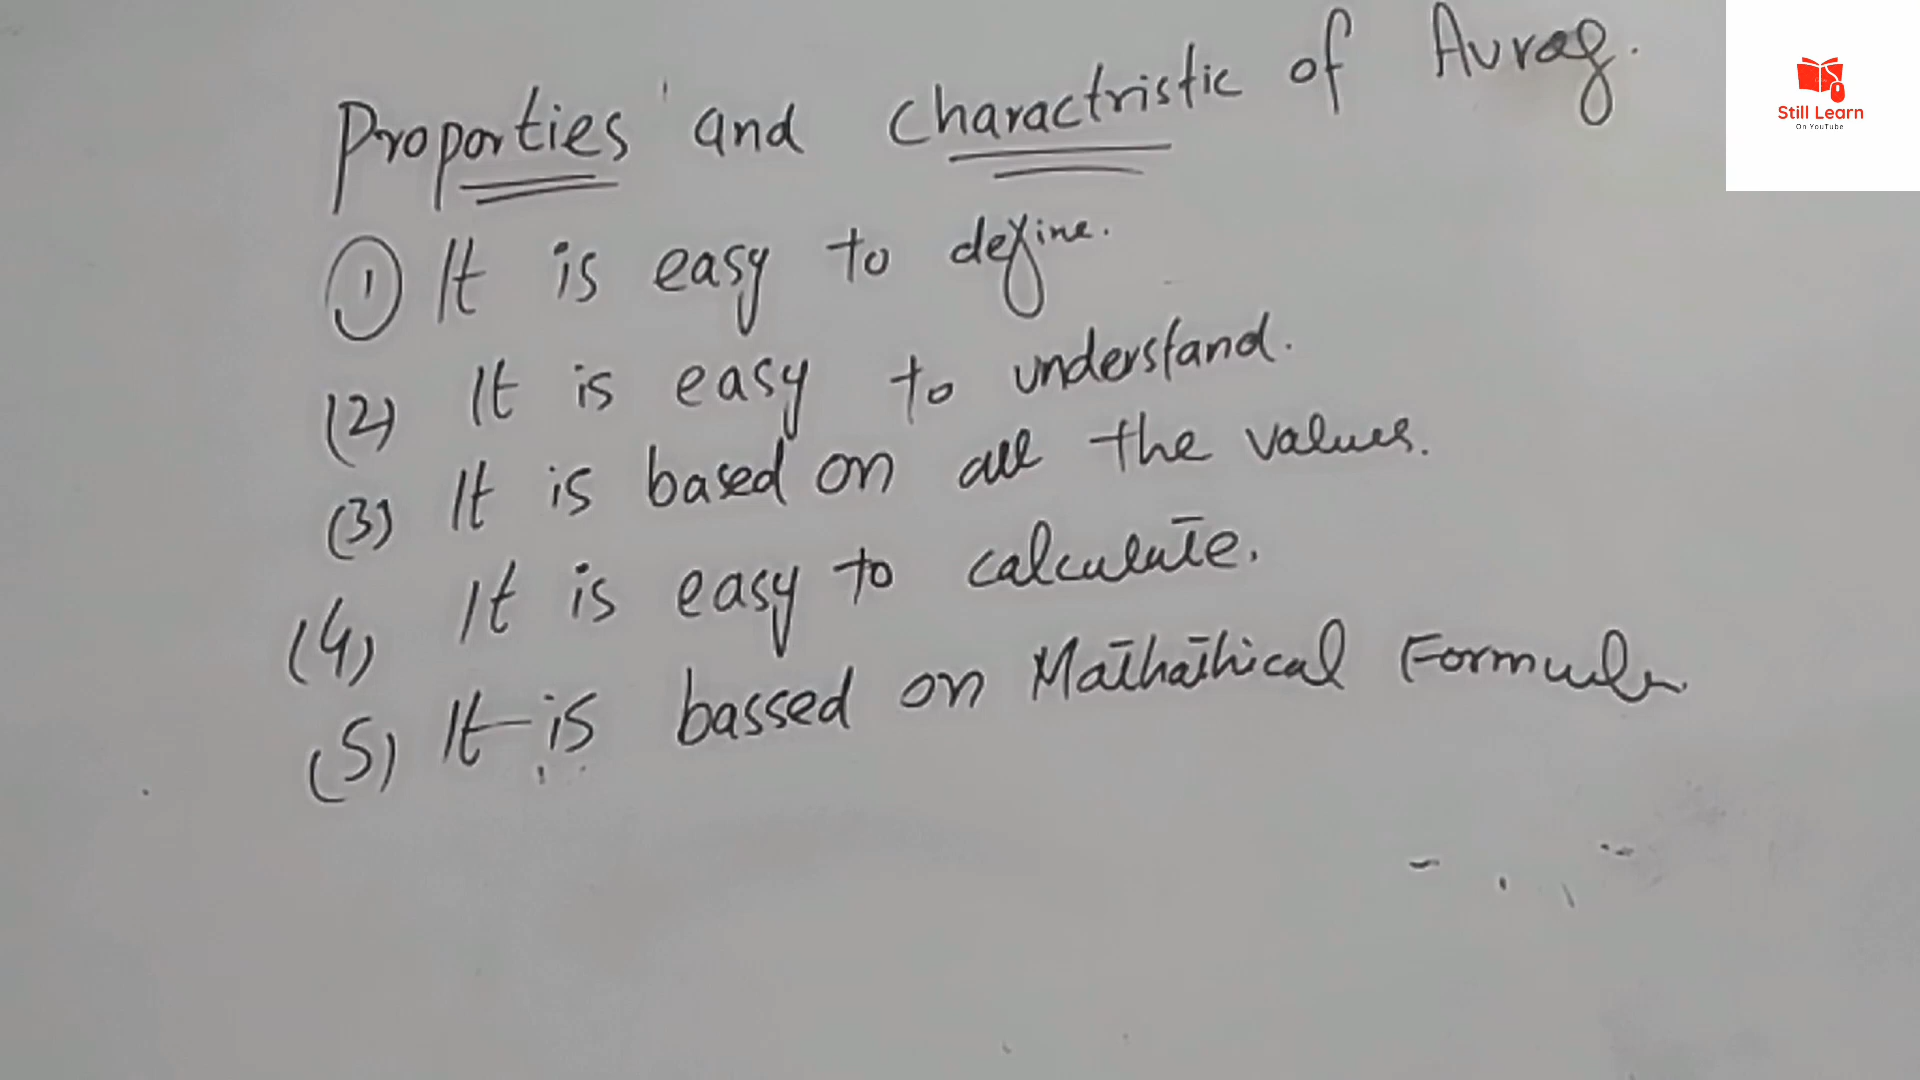 Proporties and charactristic of Avrag.
Still Learn
On YouTube
① It is easy to define.
(2) It is easy to understand.
(3) It is based on all the values.
(4) It is easy to calculate.
(5) It is bassed on Mathathical Formula.